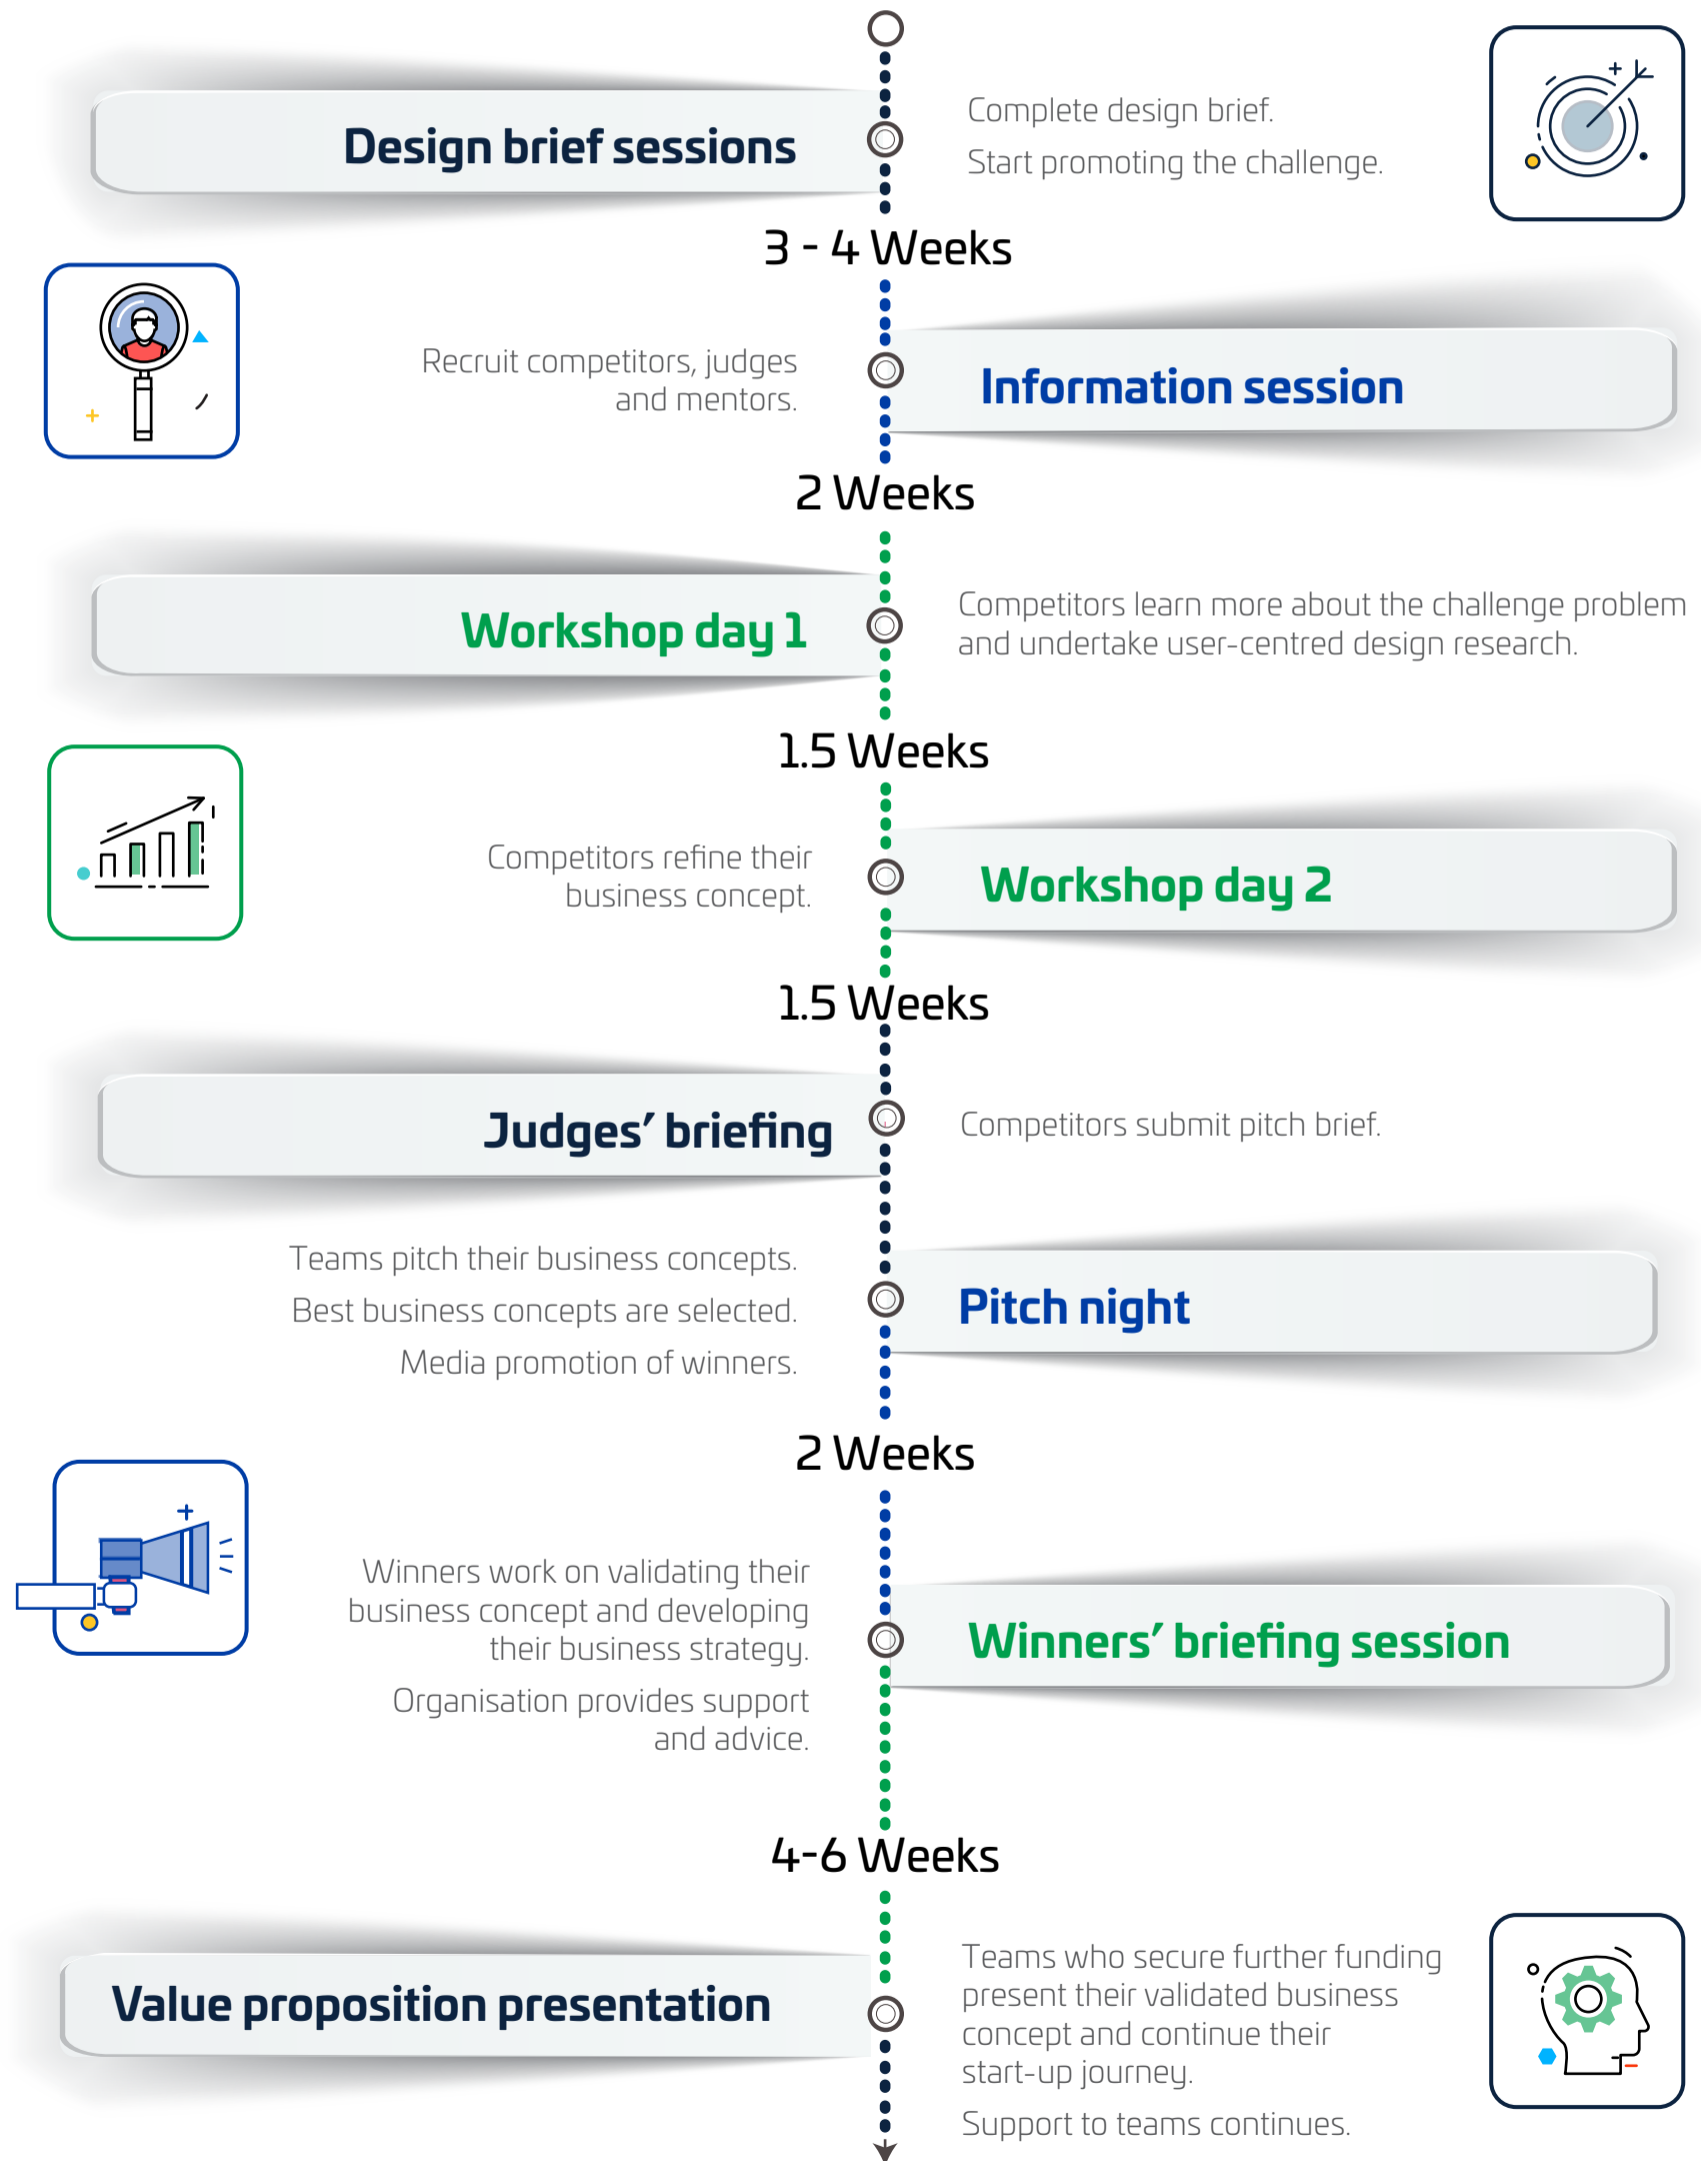 Design brief sessions
Complete design brief.
Start promoting the challenge.
3 - 4 Weeks
Recruit competitors, judges
and mentors.
Information session
2 Weeks
Workshop day 1
Competitors learn more about the challenge problem
and undertake user-centred design research.
1.5 Weeks
Competitors refine their
business concept.
Workshop day 2
1.5 Weeks
Judges’ briefing
Competitors submit pitch brief.
Teams pitch their business concepts.
Best business concepts are selected.
Media promotion of winners.
Pitch night
2 Weeks
Winners work on validating their
business concept and developing
their business strategy.
Organisation provides support
and advice.
Winners’ briefing session
4-6 Weeks
Value proposition presentation
Teams who secure further funding
present their validated business
concept and continue their
start-up journey.
Support to teams continues.